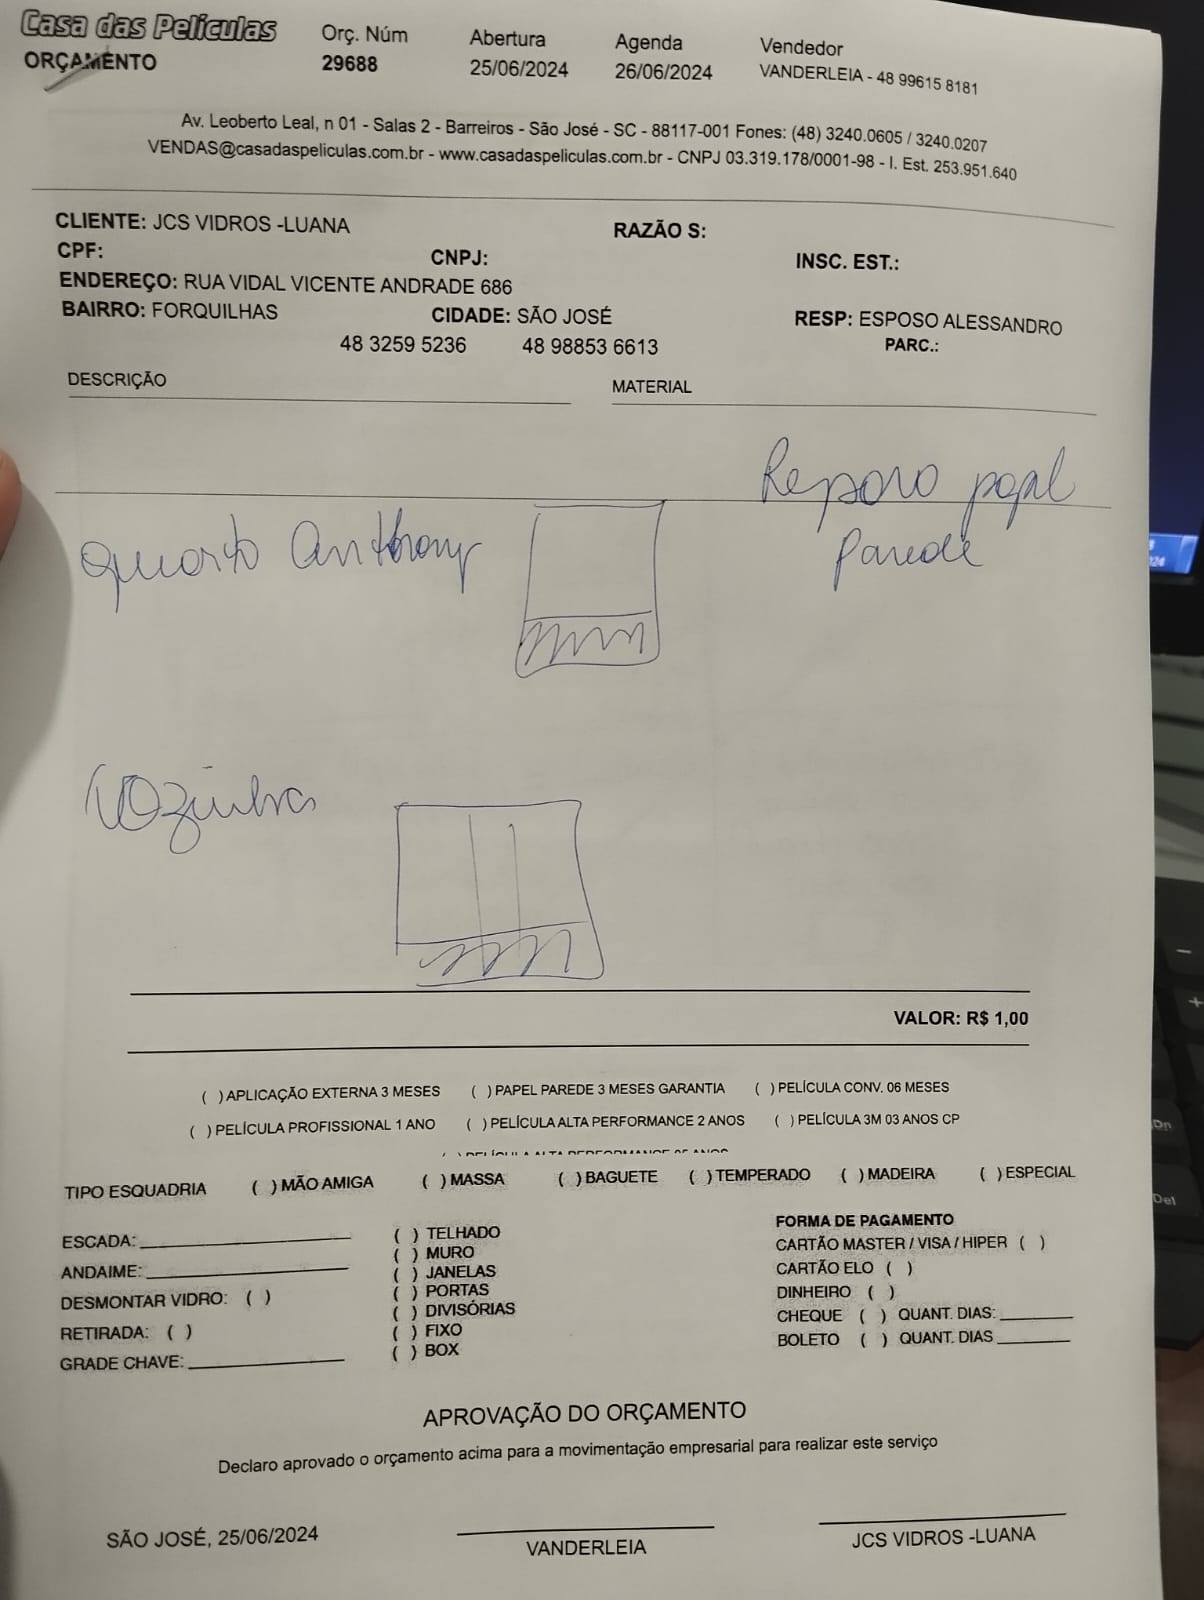 Casa das Películas
ORÇAMENTO
Orç. Núm
29688
Abertura
25/06/2024
Agenda
26/06/2024
Vendedor
VANDERLEIA - 48 99615 8181
Av. Leoberto Leal, n 01 - Salas 2 - Barreiros - São José - SC - 88117-001 Fones: (48) 3240.0605 / 3240.0207
VENDAS@casadaspeliculas.com.br - www.casadaspeliculas.com.br - CNPJ 03.319.178/0001-98 - I. Est. 253.951.640
CLIENTE: JCS VIDROS -LUANA RAZÃO S:
CPF: CNPJ: INSC. EST.:
ENDEREÇO: RUA VIDAL VICENTE ANDRADE 686
BAIRRO: FORQUILHAS CIDADE: SÃO JOSÉ RESP: ESPOSO ALESSANDRO
48 3259 5236 48 98853 6613 PARC.:
DESCRIÇÃO MATERIAL
Reparo papel
Quarto Anthony parede
VALOR: R$ 1,00
( ) APLICAÇÃO EXTERNA 3 MESES ( ) PAPEL PAREDE 3 MESES GARANTIA ( ) PELÍCULA CONV. 06 MESES
( ) PELÍCULA PROFISSIONAL 1 ANO ( ) PELÍCULA ALTA PERFORMANCE 2 ANOS ( ) PELÍCULA 3M 03 ANOS CP
( ) PELÍCULA ALTA PERFORMANCE 05 ANOS
TIPO ESQUADRIA ( ) MÃO AMIGA ( ) MASSA ( ) BAGUETE ( ) TEMPERADO ( ) MADEIRA ( ) ESPECIAL
ESCADA:
ANDAIME:
DESMONTAR VIDRO: ( )
RETIRADA: ( )
GRADE CHAVE:
( ) TELHADO
( ) MURO
( ) JANELAS
( ) PORTAS
( ) DIVISÓRIAS
( ) FIXO
( ) BOX
FORMA DE PAGAMENTO
CARTÃO MASTER / VISA / HIPER ( )
CARTÃO ELO ( )
DINHEIRO ( )
CHEQUE ( ) QUANT. DIAS:
BOLETO ( ) QUANT. DIAS
APROVAÇÃO DO ORÇAMENTO
Declaro aprovado o orçamento acima para a movimentação empresarial para realizar este serviço
SÃO JOSÉ, 25/06/2024 VANDERLEIA JCS VIDROS -LUANA
Del